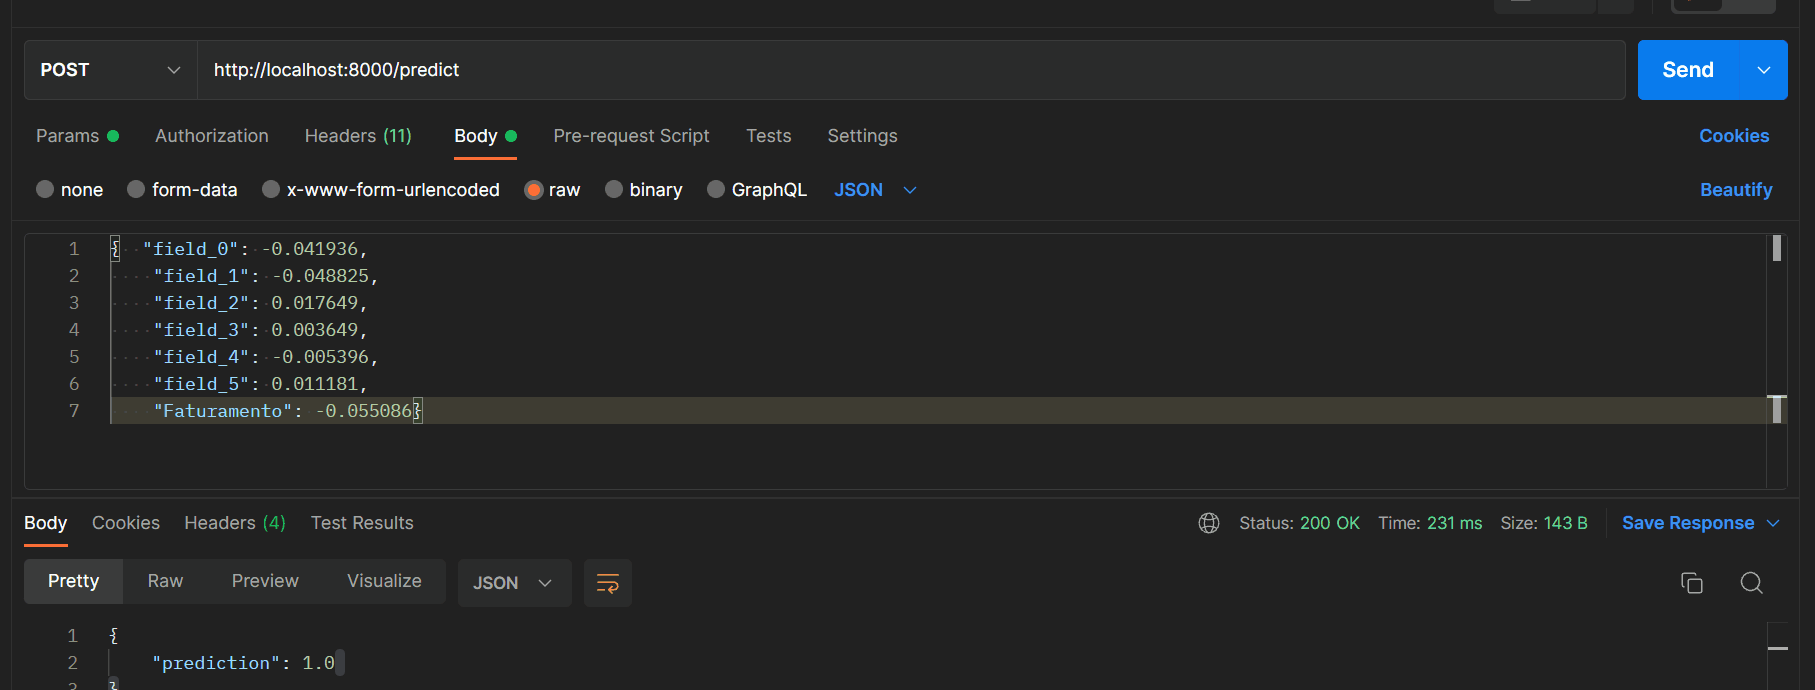 POST http://localhost:8000/predict Send
Params Authorization Headers (11) Body Pre-request Script Tests Settings Cookies
none form-data x-www-form-urlencoded raw binary GraphQL JSON Beautify
1 { "field_0": -0.041936,
2 "field_1": -0.048825,
3 "field_2": 0.017649,
4 "field_3": 0.003649,
5 "field_4": -0.005396,
6 "field_5": 0.011181,
7 "Faturamento": -0.055086}
Body Cookies Headers (4) Test Results Status: 200 OK Time: 231 ms Size: 143 B Save Response
Pretty Raw Preview Visualize JSON
1 {
2 "prediction": 1.0
3 }